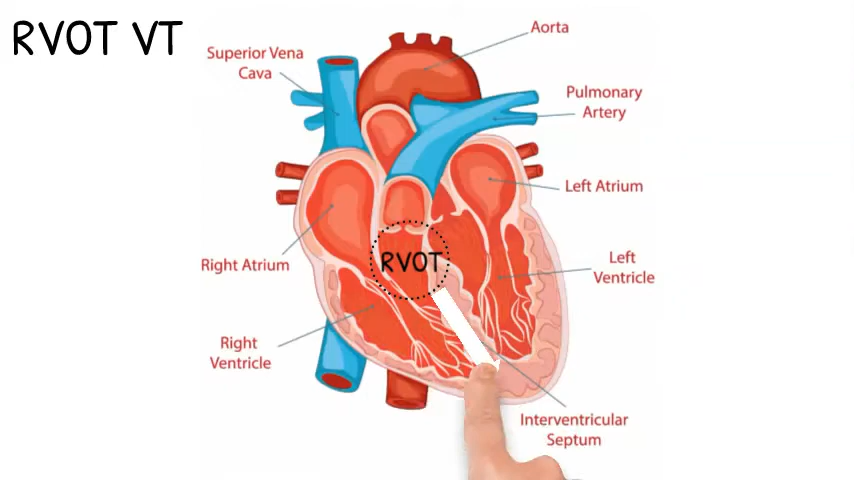 RVOT VT
Aorta
Superior Vena
Cava
Pulmonary
Artery
Left Atrium
Right Atrium
RVOT
Left
Ventricle
Right
Ventricle
Interventricular
Septum